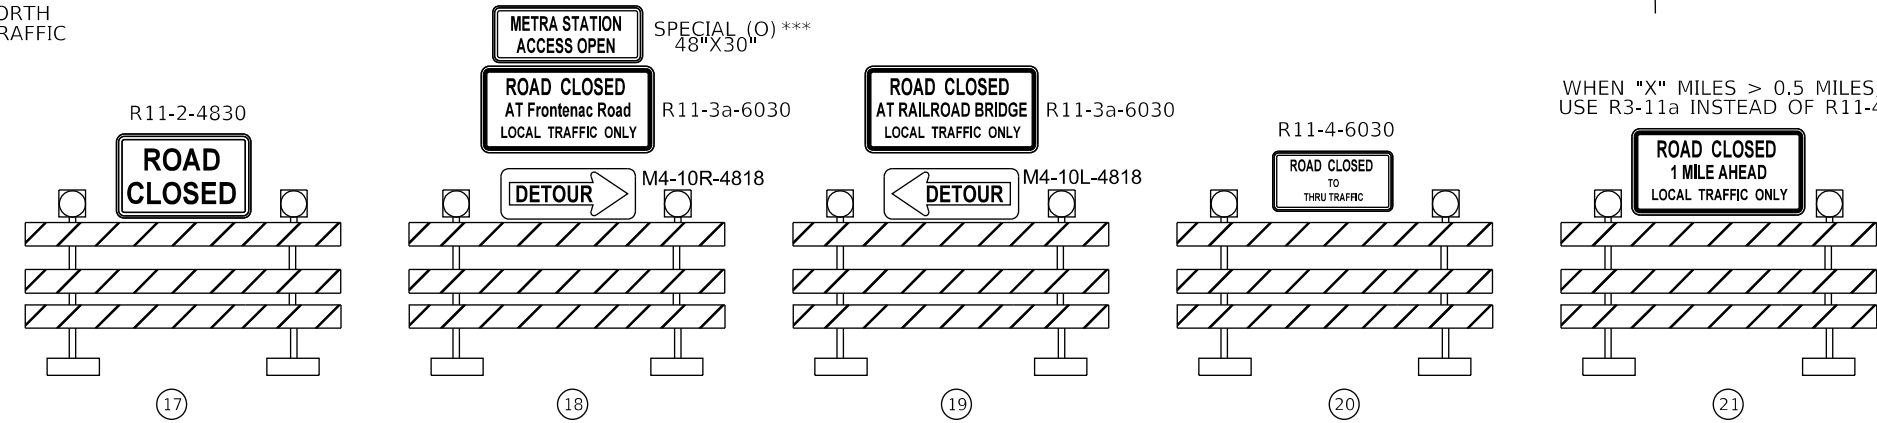 ORTH
RAFFIC
R11-2-4830
ROAD
CLOSED
17
METRA STATION
ACCESS OPEN
SPECIAL (O) ***
48"X30"
ROAD CLOSED
AT Frontenac Road
LOCAL TRAFFIC ONLY
R11-3a-6030
DETOUR
M4-10R-4818
18
ROAD CLOSED
AT RAILROAD BRIDGE
LOCAL TRAFFIC ONLY
R11-3a-6030
DETOUR
M4-10L-4818
19
R11-4-6030
ROAD CLOSED
TO
THRU TRAFFIC
20
WHEN "X" MILES > 0.5 MILES,
USE R3-11a INSTEAD OF R11-4
ROAD CLOSED
1 MILE AHEAD
LOCAL TRAFFIC ONLY
21